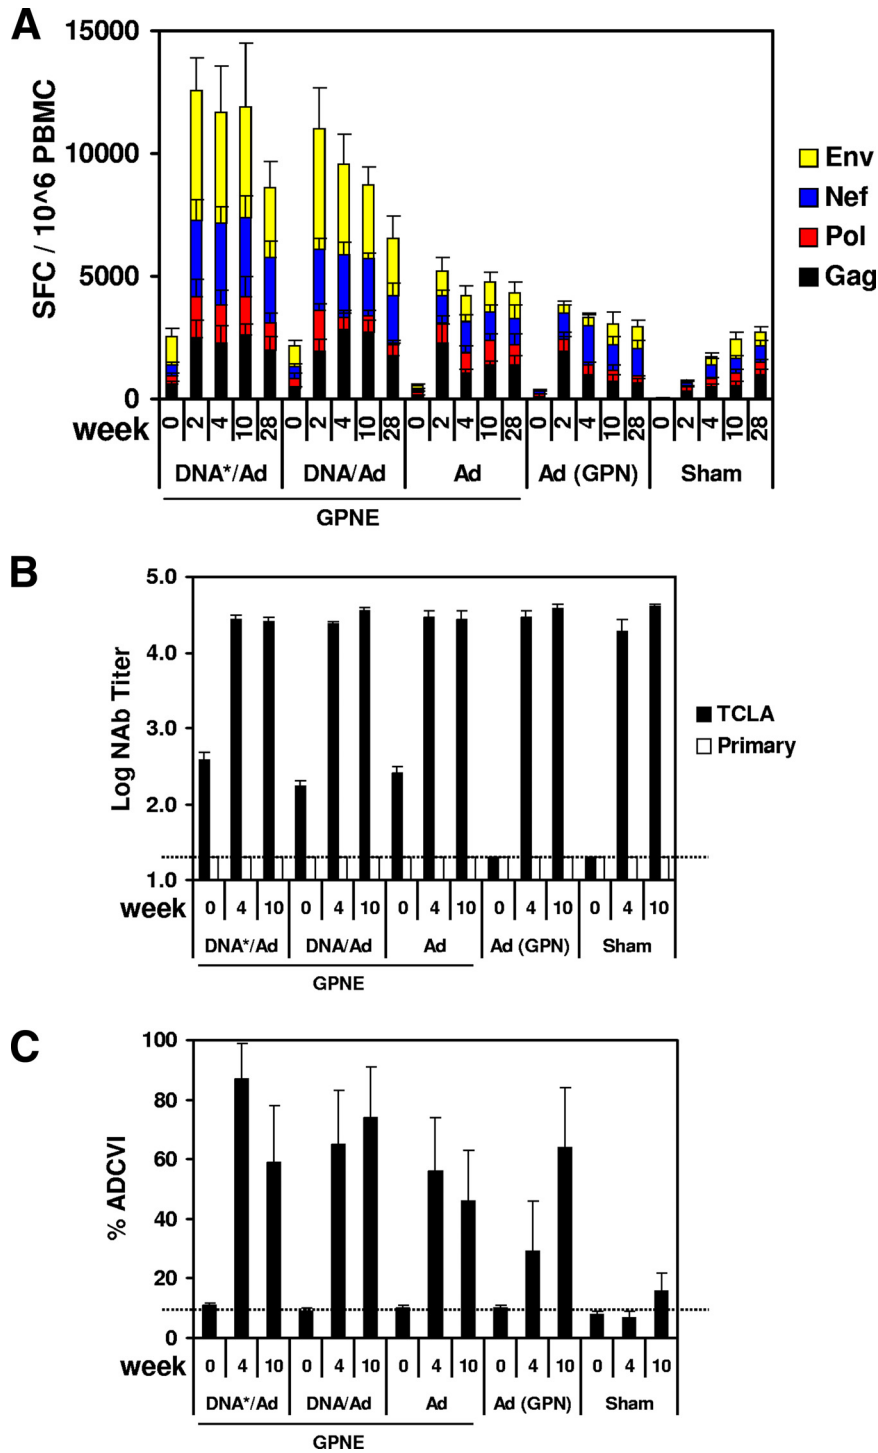 A
15000
10000
5000
0
SFC / 10^6 PBMC
Env
Nef
Pol
Gag
week 0 2 4 10 28 0 2 4 10 28 0 2 4 10 28 0 2 4 10 28 0 2 4 10 28
DNA*/Ad DNA/Ad Ad Ad (GPN) Sham
GPNE
B
5.0
4.0
3.0
2.0
1.0
Log NAb Titer
TCLA
Primary
week 0 4 10 0 4 10 0 4 10 0 4 10 0 4 10
DNA*/Ad DNA/Ad Ad Ad (GPN) Sham
GPNE
C
100
80
60
40
20
0
% ADCVI
week 0 4 10 0 4 10 0 4 10 0 4 10 0 4 10
DNA*/Ad DNA/Ad Ad Ad (GPN) Sham
GPNE